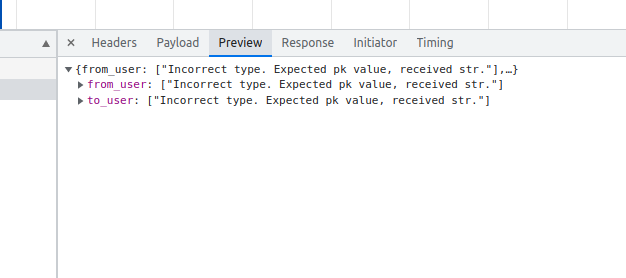 Headers Payload Preview Response Initiator Timing
{from_user: ["Incorrect type. Expected pk value, received str."],…}
from_user: ["Incorrect type. Expected pk value, received str."]
to_user: ["Incorrect type. Expected pk value, received str."]